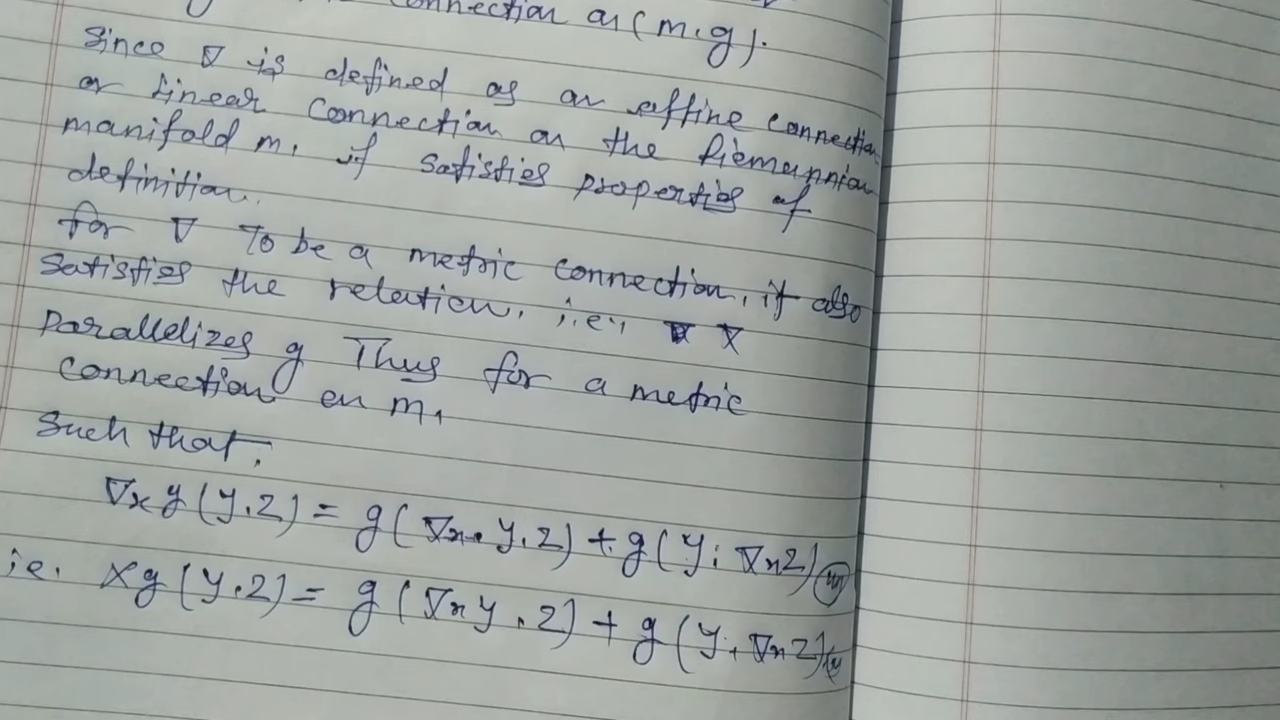 connection on (m,g).
Since ∇ is defined as an affine connection
or linear connection on the Riemannian
manifold m, if satisfies properties of
definition.
for ∇ To be a metric connection, it also
satisfies the relation, i.e., ∇
Parallelizes g Thus for a metric
connection on m,
Such that,
∇x g(y,z) = g(∇x y,z) + g(y, ∇x z)
i.e. Xg(y,z) = g(∇x y, z) + g(y, ∇x z)